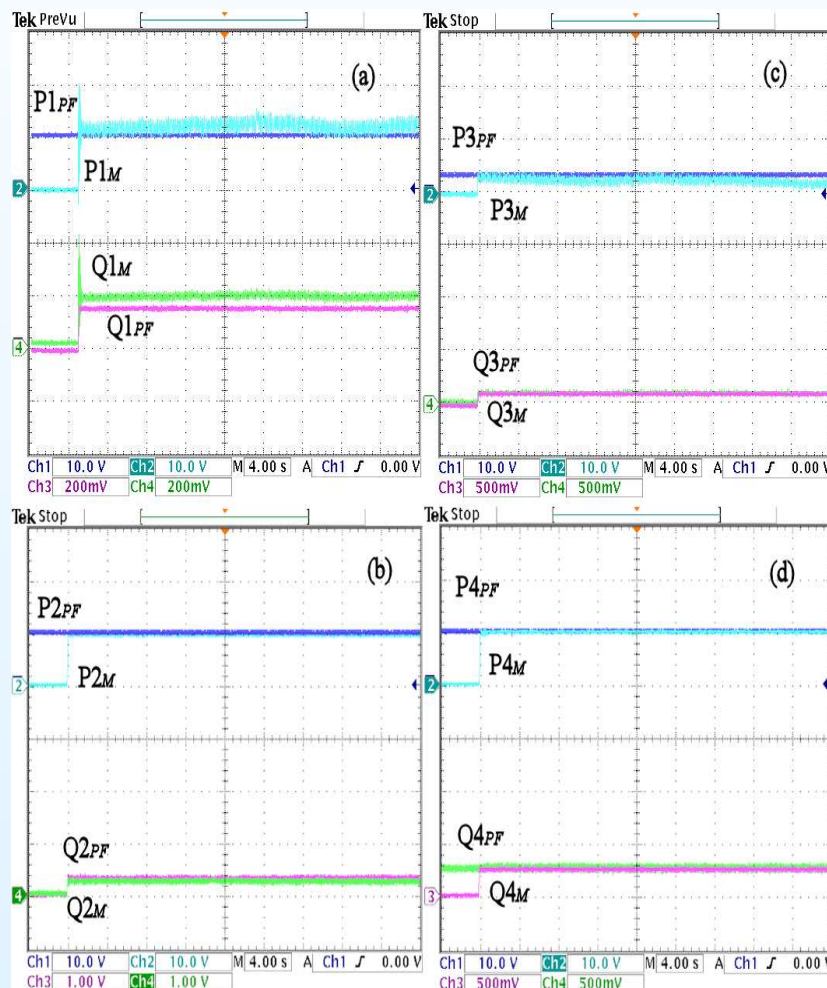 Tek PreVu
(a)
P1PF
P1M
2
Q1M
Q1PF
4
Ch1 10.0 V Ch2 10.0 V M 4.00 s A Ch1 ∫ 0.00 V
Ch3 200mV Ch4 200mV
Tek Stop
(c)
P3PF
2
P3M
Q3PF
4
Q3M
Ch1 10.0 V Ch2 10.0 V M 4.00 s A Ch1 ∫ 0.00 V
Ch3 500mV Ch4 500mV
Tek Stop
(b)
P2PF
P2M
2
Q2PF
4
Q2M
Ch1 10.0 V Ch2 10.0 V M 4.00 s A Ch1 ∫ 0.00 V
Ch3 1.00 V Ch4 1.00 V
Tek Stop
(d)
P4PF
P4M
2
Q4PF
3
Q4M
Ch1 10.0 V Ch2 10.0 V M 4.00 s A Ch1 ∫ 0.00 V
Ch3 500mV Ch4 500mV